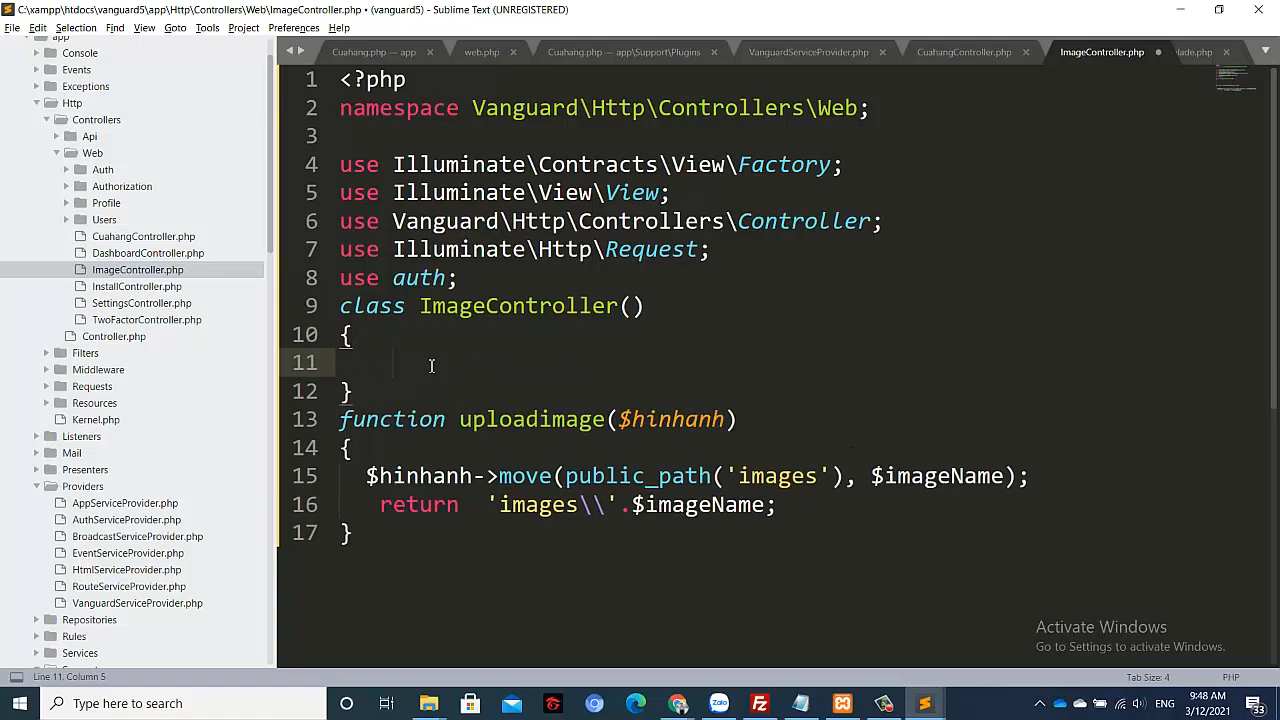 C:\xampp\htdocs\vanguard5\app\Http\Controllers\Web\ImageController.php • (vanguard5) - Sublime Text (UNREGISTERED)
File Edit Selection Find View Goto Tools Project Preferences Help
app
Console
Events
Exceptions
Http
Controllers
Api
Web
Auth
Authorization
Profile
Users
CuahangController.php
DashboardController.php
ImageController.php
InstallController.php
SettingsController.php
TwoFactorController.php
Controller.php
Filters
Middleware
Requests
Resources
Kernel.php
Listeners
Mail
Presenters
Providers
AppServiceProvider.php
AuthServiceProvider.php
BroadcastServiceProvider.php
EventServiceProvider.php
HtmlServiceProvider.php
RouteServiceProvider.php
VanguardServiceProvider.php
Repositories
Rules
Services
Cuahang.php — app
web.php
Cuahang.php — app\Support\Plugins
VanguardServiceProvider.php
CuahangController.php
ImageController.php
lade.php
1 <?php
2 namespace Vanguard\Http\Controllers\Web;
3
4 use Illuminate\Contracts\View\Factory;
5 use Illuminate\View\View;
6 use Vanguard\Http\Controllers\Controller;
7 use Illuminate\Http\Request;
8 use auth;
9 class ImageController()
10 {
11
12 }
13 function uploadimage($hinhanh)
14 {
15 $hinhanh->move(public_path('images'), $imageName);
16 return 'images\\'.$imageName;
17 }
Activate Windows
Go to Settings to activate Windows.
Line 11, Column 5
Tab Size: 4
PHP
Type here to search
ENG
9:48 AM
3/12/2021
33